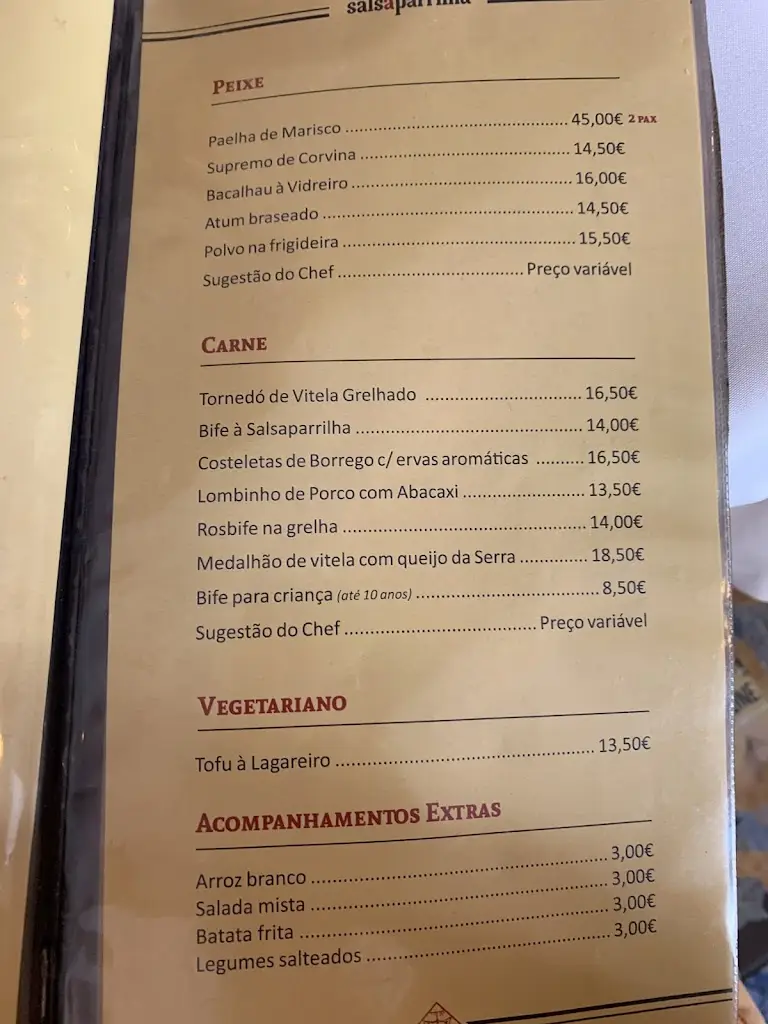 salsaparrilha
PEIXE
Paelha de Marisco ........................................................ 45,00€ 2 PAX
Supremo de Corvina ..................................................... 14,50€
Bacalhau à Vidreiro ....................................................... 16,00€
Atum braseado .............................................................. 14,50€
Polvo na frigideira .......................................................... 15,50€
Sugestão do Chef .............................................. Preço variável
CARNE
Tornedó de Vitela Grelhado ...................................... 16,50€
Bife à Salsaparrilha ....................................................... 14,00€
Costeletas de Borrego c/ ervas aromáticas .......... 16,50€
Lombinho de Porco com Abacaxi .............................. 13,50€
Rosbife na grelha .......................................................... 14,00€
Medalhão de vitela com queijo da Serra ................. 18,50€
Bife para criança (até 10 anos) ............................................ 8,50€
Sugestão do Chef .............................................. Preço variável
VEGETARIANO
Tofu à Lagareiro .............................................................. 13,50€
ACOMPANHAMENTOS EXTRAS
Arroz branco .................................................................... 3,00€
Salada mista .................................................................... 3,00€
Batata frita ....................................................................... 3,00€
Legumes salteados .......................................................... 3,00€